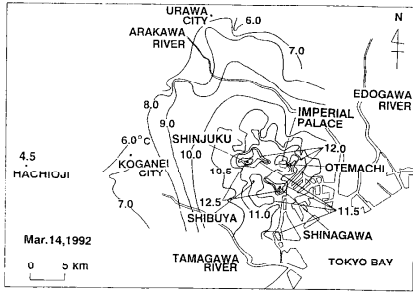 URAWA
CITY
6.0
N
ARAKAWA
RIVER
7.0
EDOGAWA
RIVER
8.0
IMPERIAL
PALACE
9.0
6.0°C
SHINJUKU
12.0
4.5
HACHIOJI
KOGANEI
CITY
10.0
10.5
OTEMACHI
7.0
12.5
11.0
11.5
SHIBUYA
SHINAGAWA
Mar.14,1992
TAMAGAWA
RIVER
TOKYO BAY
0 5 km